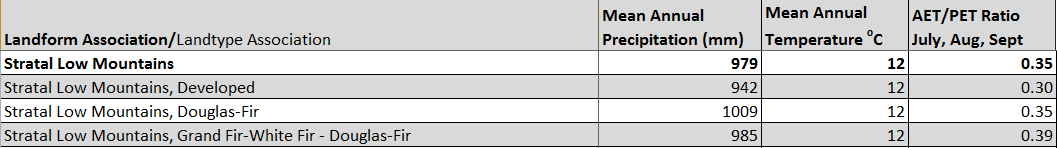 Landform Association/Landtype Association Mean Annual Precipitation (mm) Mean Annual Temperature °C AET/PET Ratio July, Aug, Sept
Stratal Low Mountains 979 12 0.35
Stratal Low Mountains, Developed 942 12 0.30
Stratal Low Mountains, Douglas-Fir 1009 12 0.35
Stratal Low Mountains, Grand Fir-White Fir - Douglas-Fir 985 12 0.39